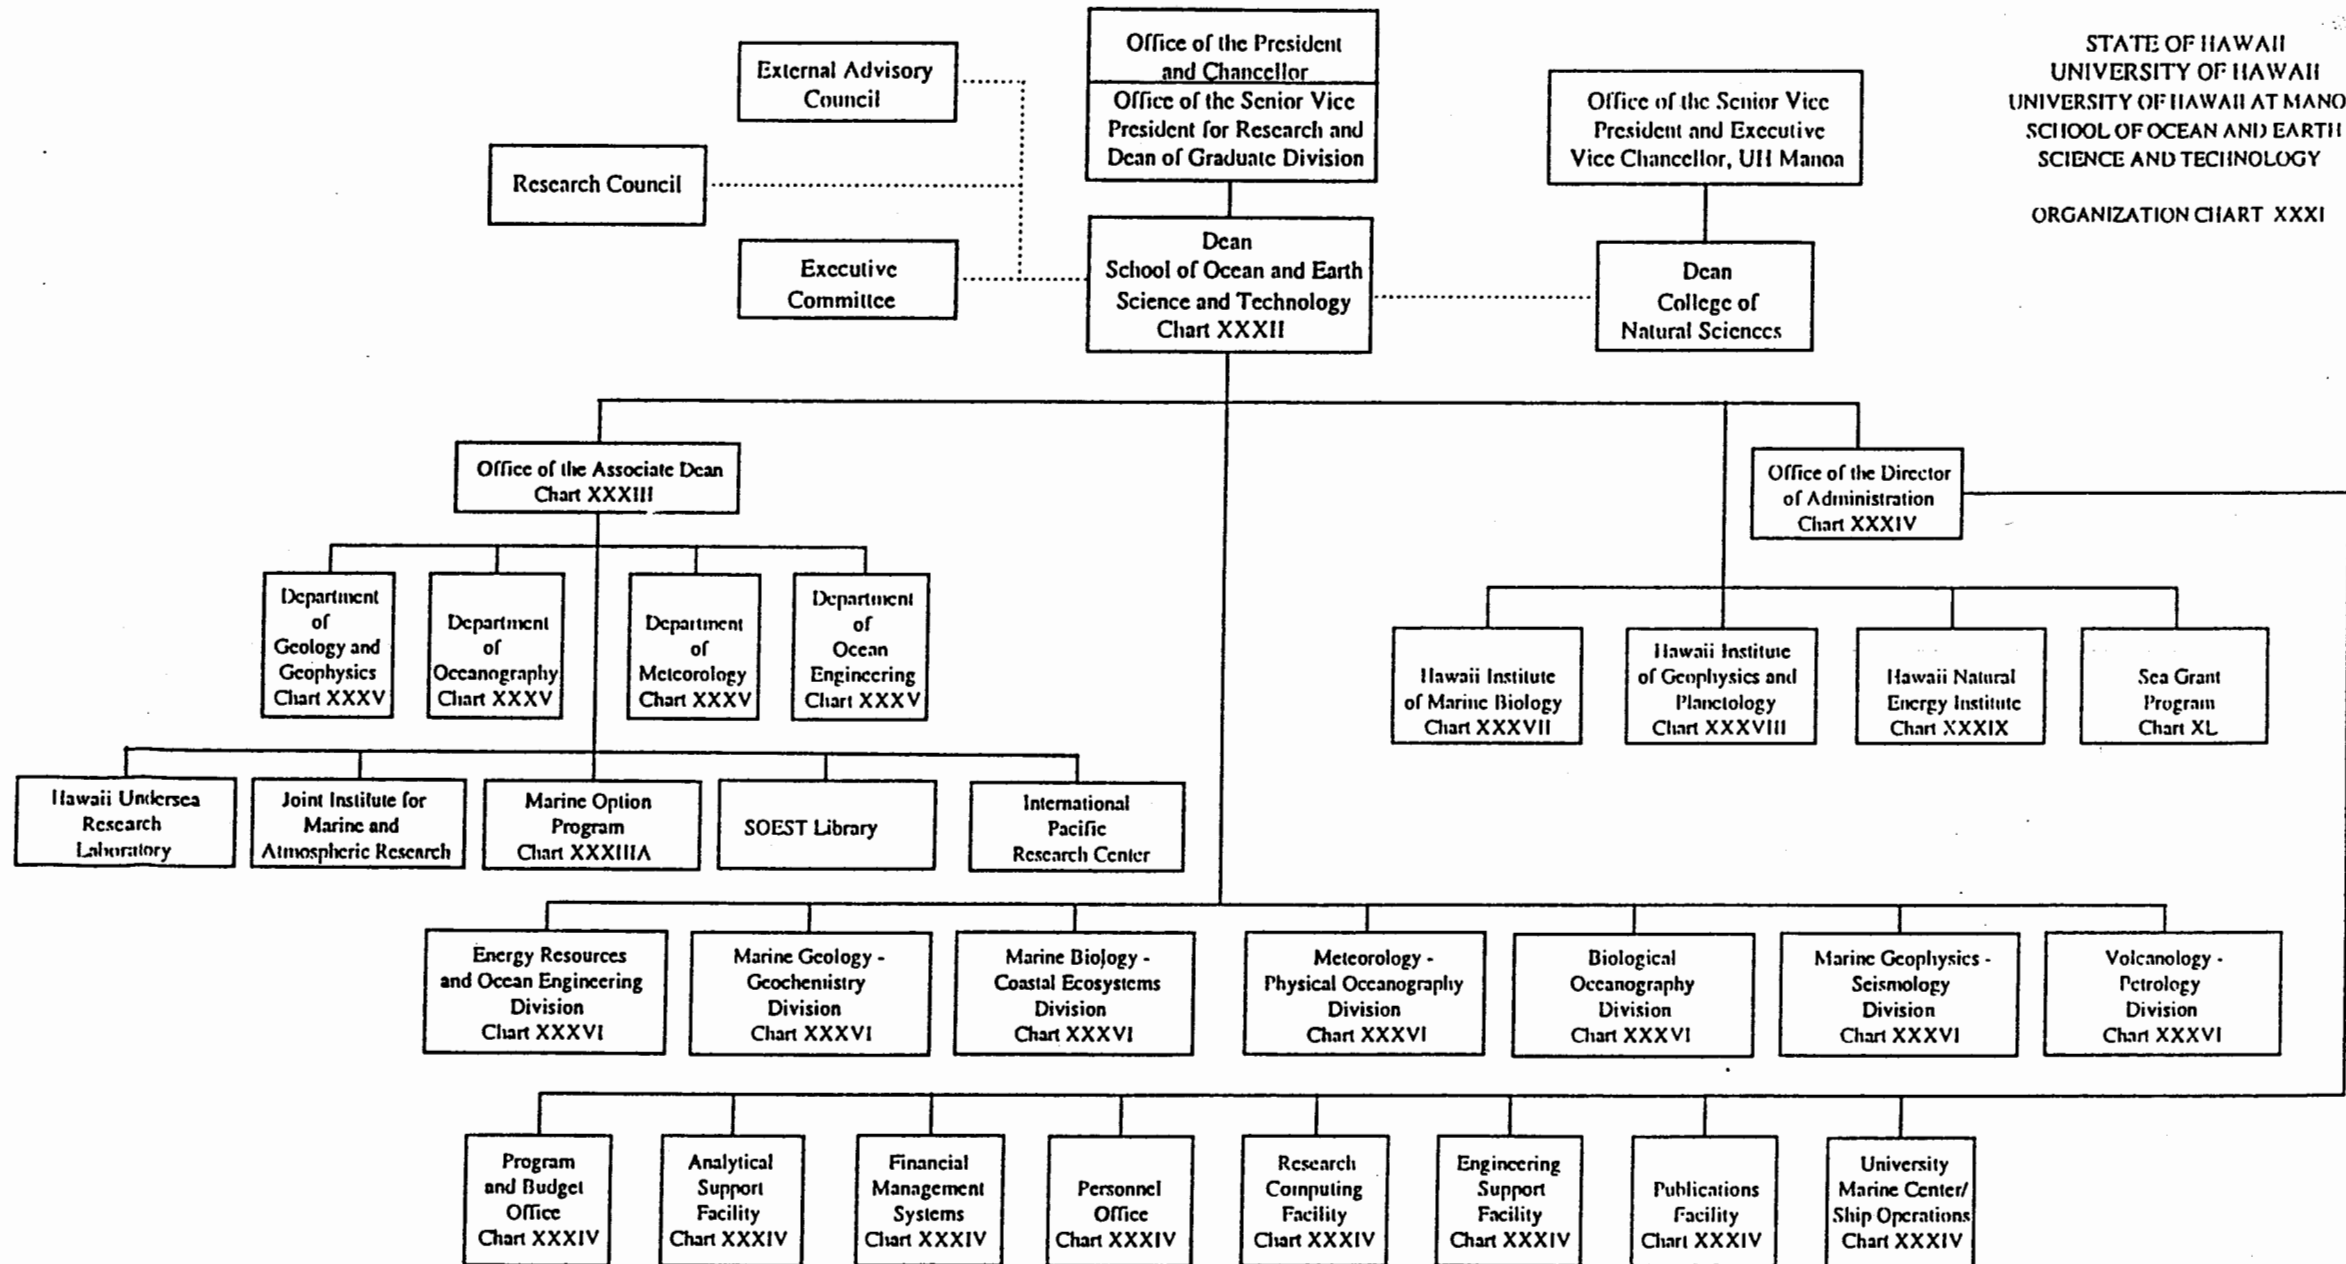 STATE OF HAWAII
UNIVERSITY OF HAWAII
UNIVERSITY OF HAWAII AT MANO
SCHOOL OF OCEAN AND EARTH
SCIENCE AND TECHNOLOGY
ORGANIZATION CHART XXXI
Office of the President
and Chancellor
Office of the Senior Vice
President for Research and
Dean of Graduate Division
External Advisory
Council
Research Council
Executive
Committee
Office of the Senior Vice
President and Executive
Vice Chancellor, UH Manoa
Dean
School of Ocean and Earth
Science and Technology
Chart XXXII
Dean
College of
Natural Sciences
Office of the Associate Dean
Chart XXXIII
Office of the Director
of Administration
Chart XXXIV
Department
of
Geology and
Geophysics
Chart XXXV
Department
of
Oceanography
Chart XXXV
Department
of
Meteorology
Chart XXXV
Department
of
Ocean
Engineering
Chart XXXV
Hawaii Institute
of Marine Biology
Chart XXXVII
Hawaii Institute
of Geophysics and
Planetology
Chart XXXVIII
Hawaii Natural
Energy Institute
Chart XXXIX
Sea Grant
Program
Chart XL
Hawaii Undersea
Research
Laboratory
Joint Institute for
Marine and
Atmospheric Research
Marine Option
Program
Chart XXXIIIA
SOEST Library
International
Pacific
Research Center
Energy Resources
and Ocean Engineering
Division
Chart XXXVI
Marine Geology -
Geochemistry
Division
Chart XXXVI
Marine Biology -
Coastal Ecosystems
Division
Chart XXXVI
Meteorology -
Physical Oceanography
Division
Chart XXXVI
Biological
Oceanography
Division
Chart XXXVI
Marine Geophysics -
Seismology
Division
Chart XXXVI
Volcanology -
Petrology
Division
Chart XXXVI
Program
and Budget
Office
Chart XXXIV
Analytical
Support
Facility
Chart XXXIV
Financial
Management
Systems
Chart XXXIV
Personnel
Office
Chart XXXIV
Research
Computing
Facility
Chart XXXIV
Engineering
Support
Facility
Chart XXXIV
Publications
Facility
Chart XXXIV
University
Marine Center/
Ship Operations
Chart XXXIV